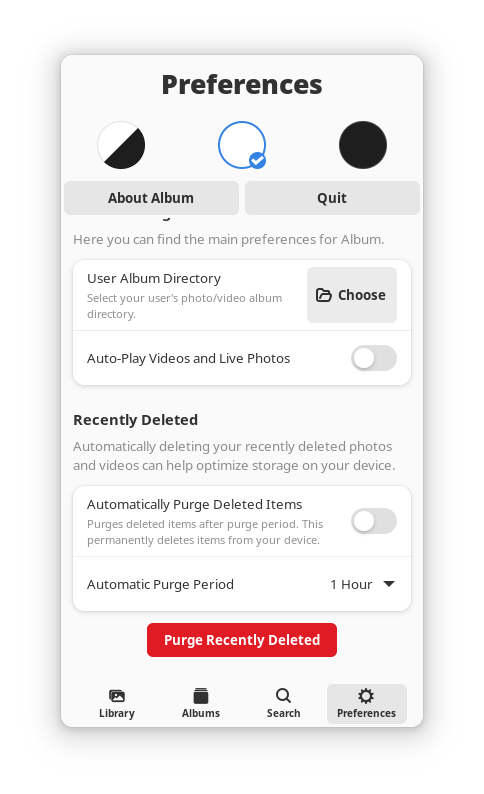 Preferences
About Album
Quit
Here you can find the main preferences for Album.
User Album Directory
Select your user's photo/video album
directory.
Choose
Auto-Play Videos and Live Photos
Recently Deleted
Automatically deleting your recently deleted photos
and videos can help optimize storage on your device.
Automatically Purge Deleted Items
Purges deleted items after purge period. This
permanently deletes items from your device.
Automatic Purge Period
1 Hour
Purge Recently Deleted
Library
Albums
Search
Preferences